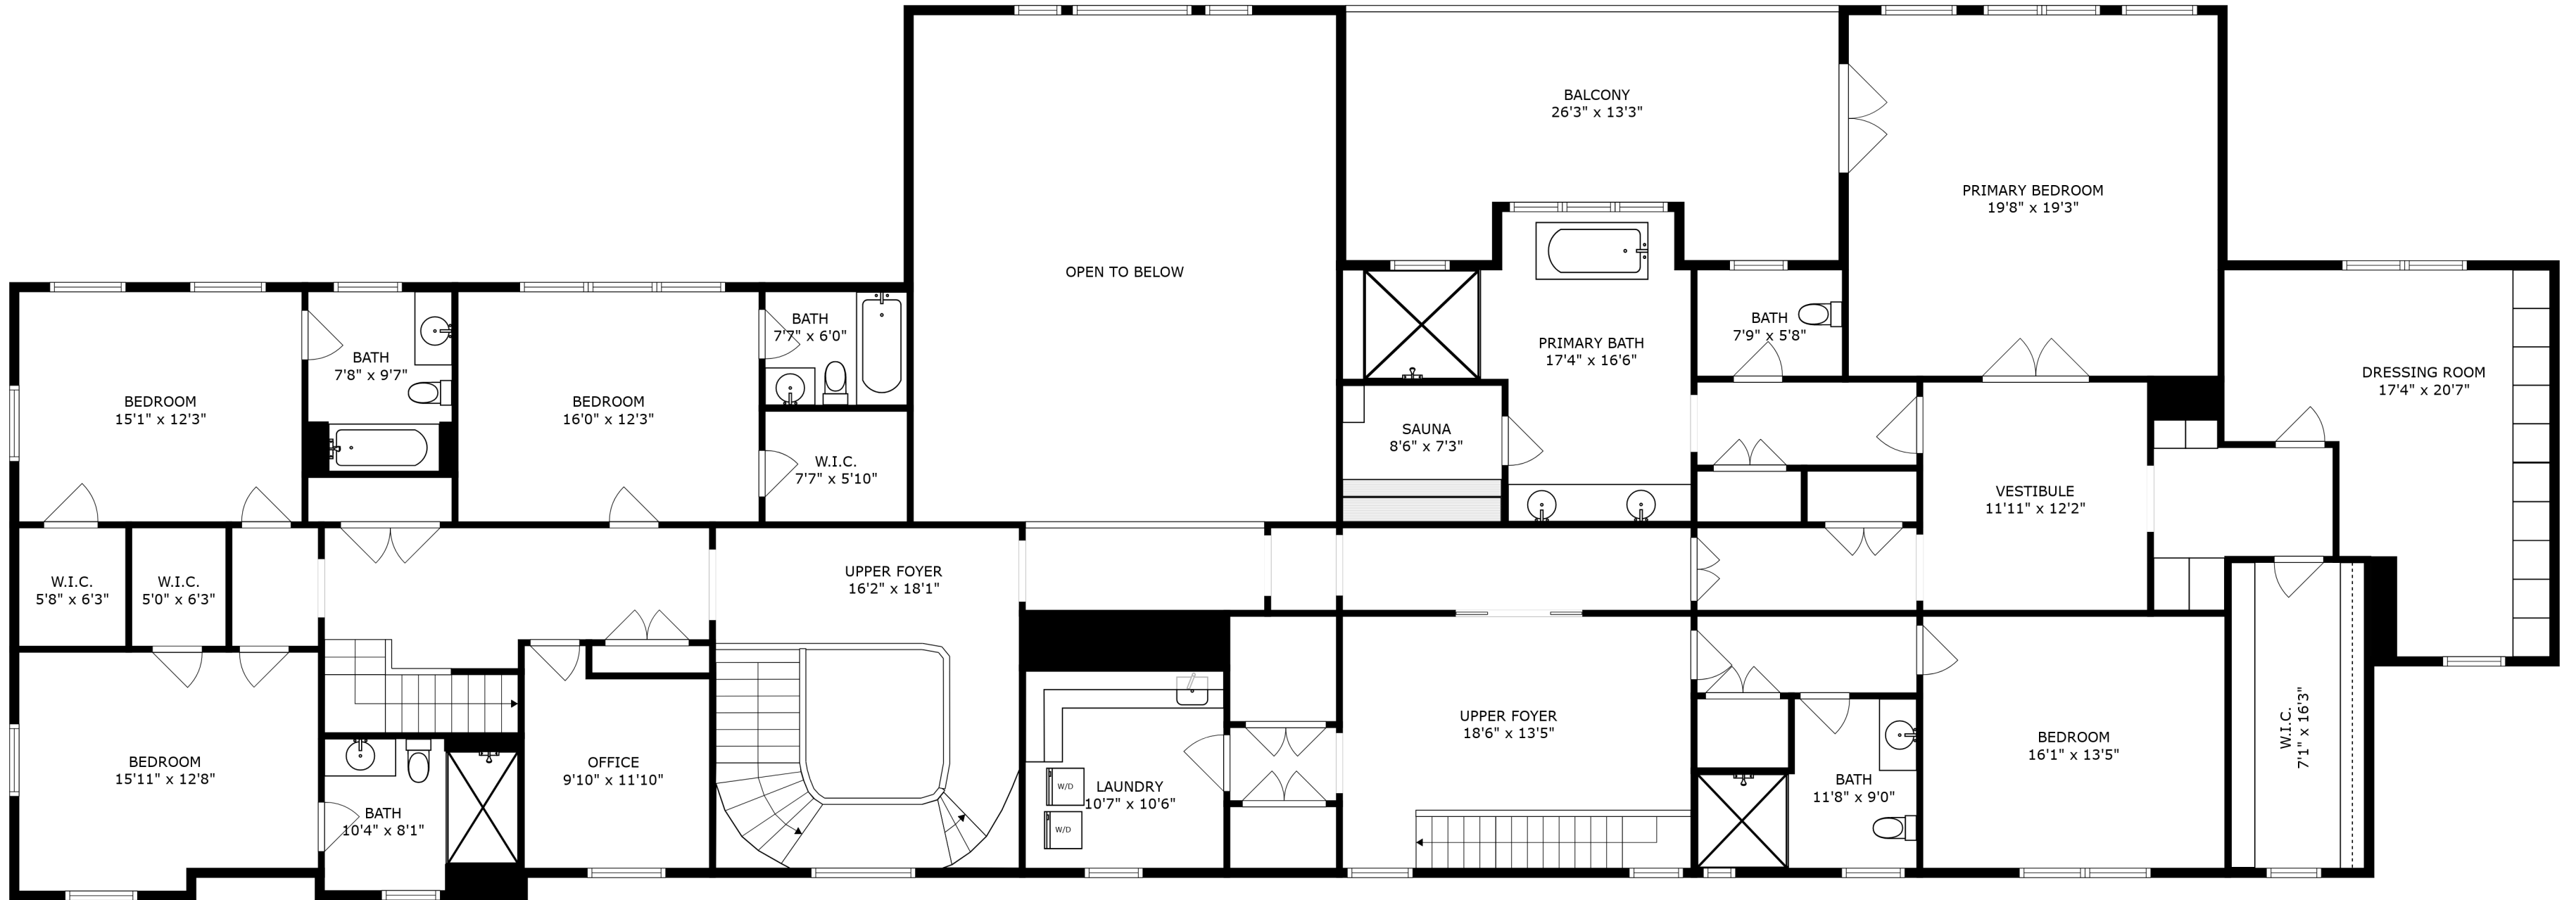 BALCONY
26'3" x 13'3"
PRIMARY BEDROOM
19'8" x 19'3"
OPEN TO BELOW
BATH
7'7" x 6'0"
BATH
7'9" x 5'8"
PRIMARY BATH
17'4" x 16'6"
BATH
7'8" x 9'7"
DRESSING ROOM
17'4" x 20'7"
BEDROOM
15'1" x 12'3"
BEDROOM
16'0" x 12'3"
SAUNA
8'6" x 7'3"
W.I.C.
7'7" x 5'10"
VESTIBULE
11'11" x 12'2"
W.I.C.
5'8" x 6'3"
W.I.C.
5'0" x 6'3"
UPPER FOYER
16'2" x 18'1"
UPPER FOYER
18'6" x 13'5"
W.I.C.
7'1" x 16'3"
BEDROOM
16'1" x 13'5"
BEDROOM
15'11" x 12'8"
OFFICE
9'10" x 11'10"
LAUNDRY
10'7" x 10'6"
W/D
W/D
BATH
11'8" x 9'0"
BATH
10'4" x 8'1"